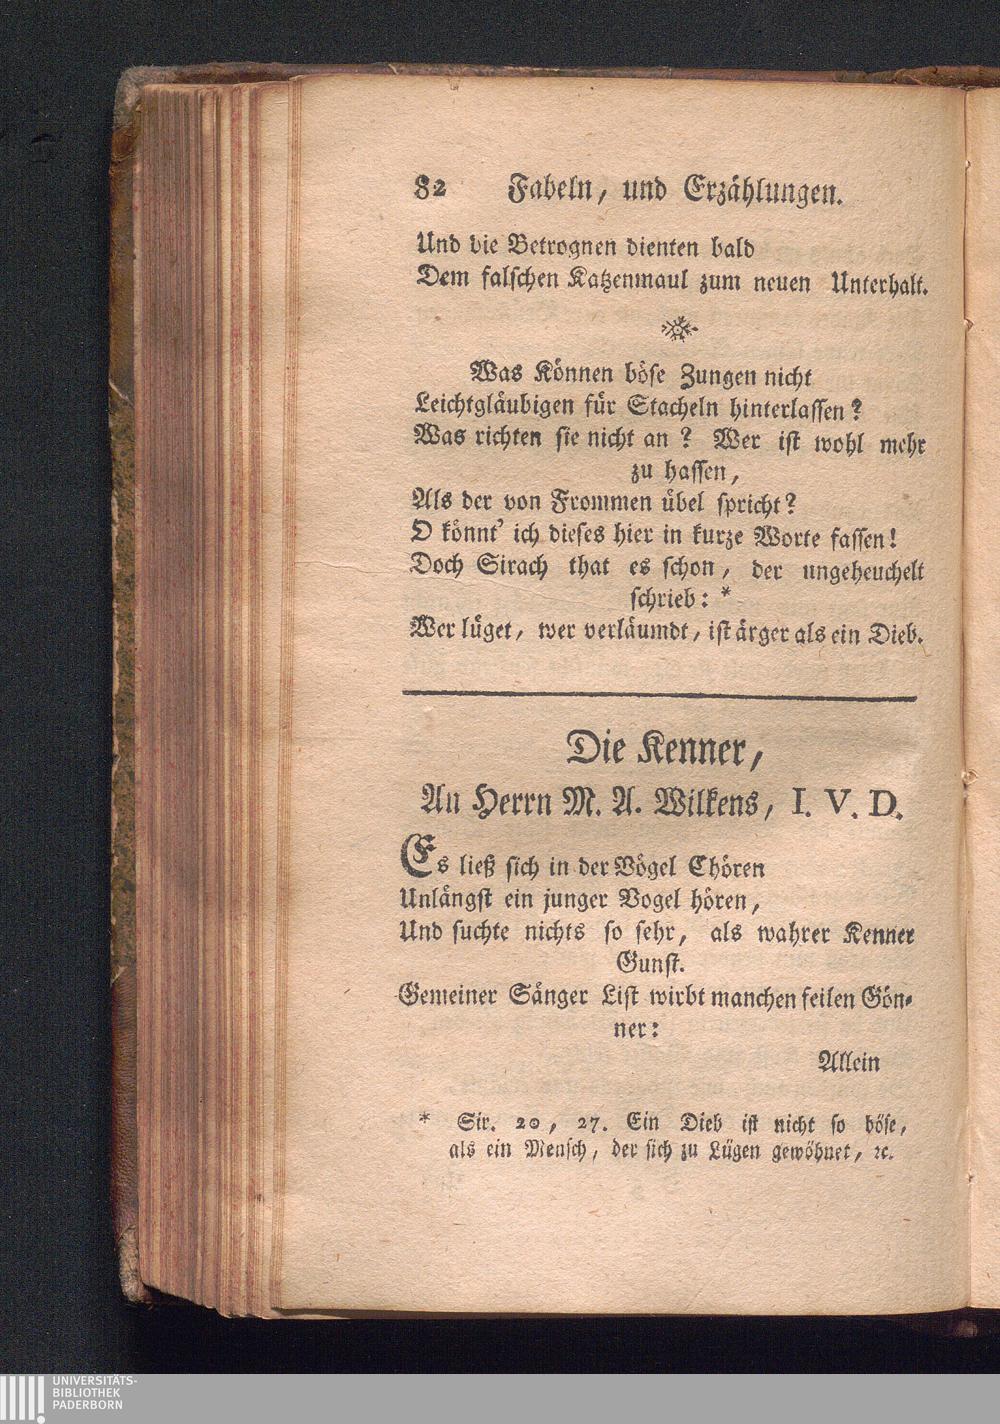 82 Fabeln, und Erzählungen.
Und die Betrognen dienten bald
Dem falschen Katzenmaul zum neuen Unterhalt.
Was Können böse Zungen nicht
Leichtgläubigen für Stacheln hinterlassen?
Was richten sie nicht an? Wer ist wohl mehr
zu hassen,
Als der von Frommen übel spricht?
O könnt' ich dieses hier in kurze Worte fassen!
Doch Sirach that es schon, der ungeheuchelt
schrieb: *
Wer lüget, wer verläumdt, ist ärger als ein Dieb.
Die Kenner,
An Herrn M. A. Wilkens, I. V. D.
Es ließ sich in der Vögel Chören
Unlängst ein junger Vogel hören,
Und suchte nichts so sehr, als wahrer Kenner
Gunst.
Gemeiner Sänger List wirbt manchen feilen Gön-
ner:
Allein
* Sir. 20, 27. Ein Dieb ist nicht so böse,
als ein Mensch, der sich zu Lügen gewöhnet, ꝛc.
UNIVERSITÄTS-
BIBLIOTHEK
PADERBORN